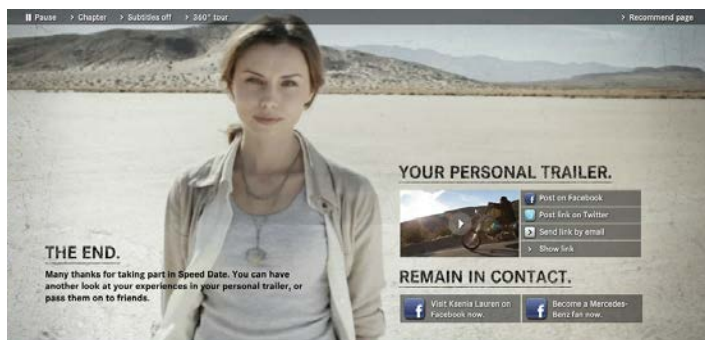 Pause > Chapter > Subtitles off > 360° tour > Recommend page
YOUR PERSONAL TRAILER.
Post on Facebook
Post link on Twitter
> Send link by email
> Show link
THE END.
Many thanks for taking part in Speed Date. You can have
another look at your experiences in your personal trailer, or
pass them on to friends.
REMAIN IN CONTACT.
Visit Ksenia Lauren on
Facebook now.
Become a Mercedes-
Benz fan now.